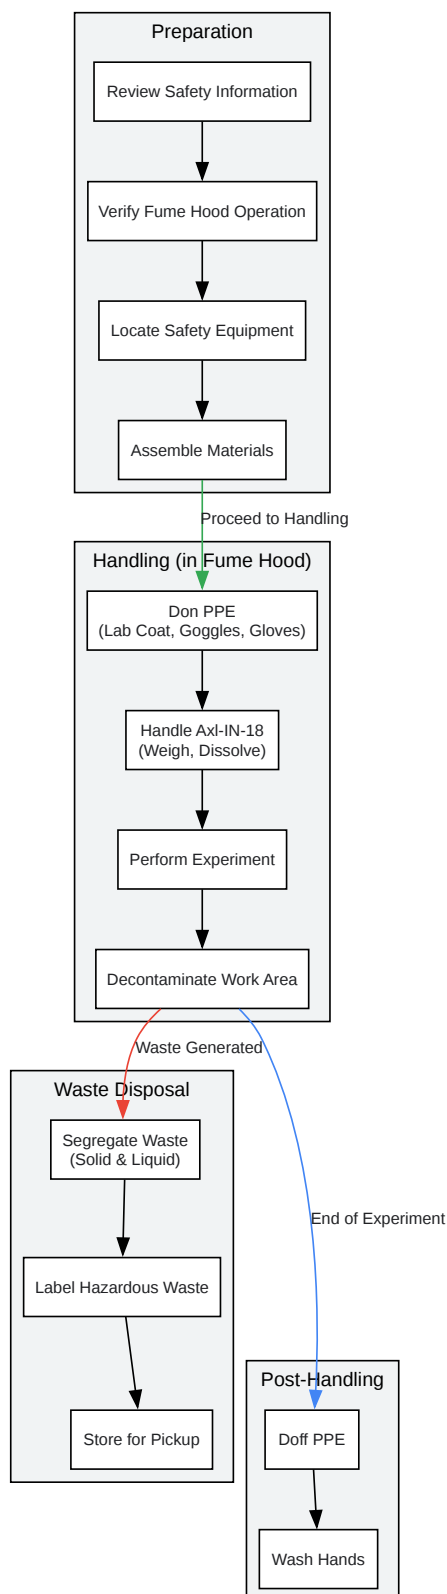 Preparation
Review Safety Information
Verify Fume Hood Operation
Locate Safety Equipment
Assemble Materials
Proceed to Handling
Handling (in Fume Hood)
Don PPE
(Lab Coat, Goggles, Gloves)
Handle Axl-IN-18
(Weigh, Dissolve)
Perform Experiment
Decontaminate Work Area
Waste Generated
Waste Disposal
Segregate Waste
(Solid & Liquid)
Label Hazardous Waste
Store for Pickup
End of Experiment
Post-Handling
Doff PPE
Wash Hands